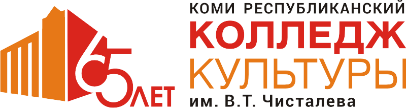 65 ЛЕТ
КОМИ РЕСПУБЛИКАНСКИЙ
КОЛЛЕДЖ
КУЛЬТУРЫ
им. В.Т. Чисталева